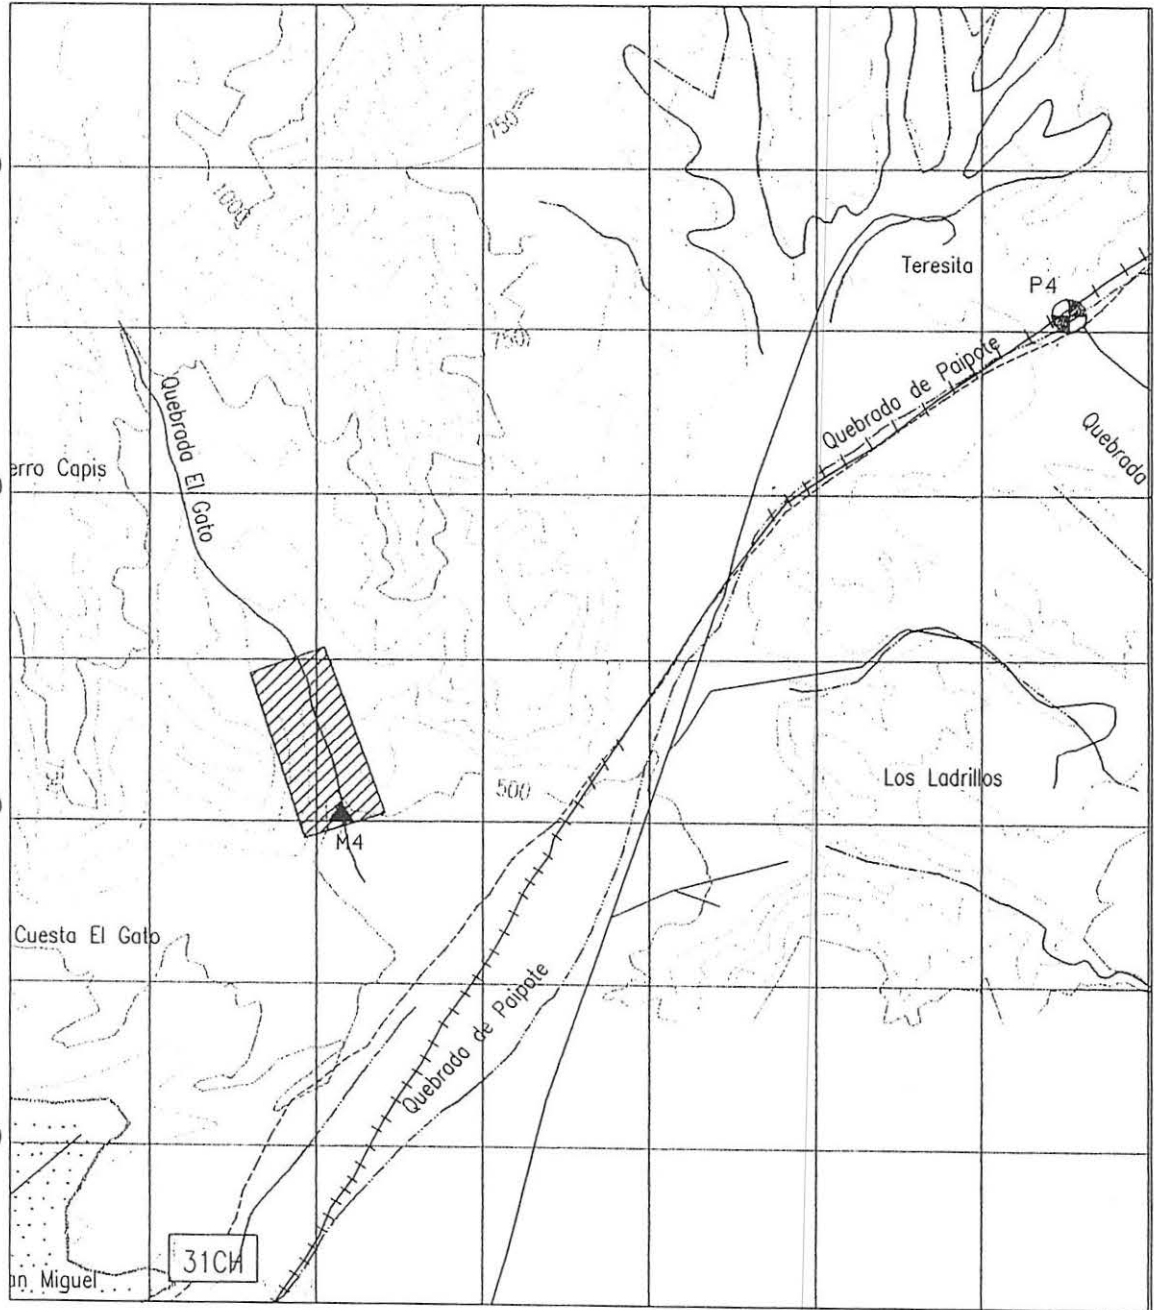 750
1000
Teresita
P4
750
Quebrada de Paipote
Quebrada El Gato
Quebrada
erro Capis
500
Los Ladrillos
M4
Cuesta El Gato
Quebrada de Paipote
31CH
an Miguel